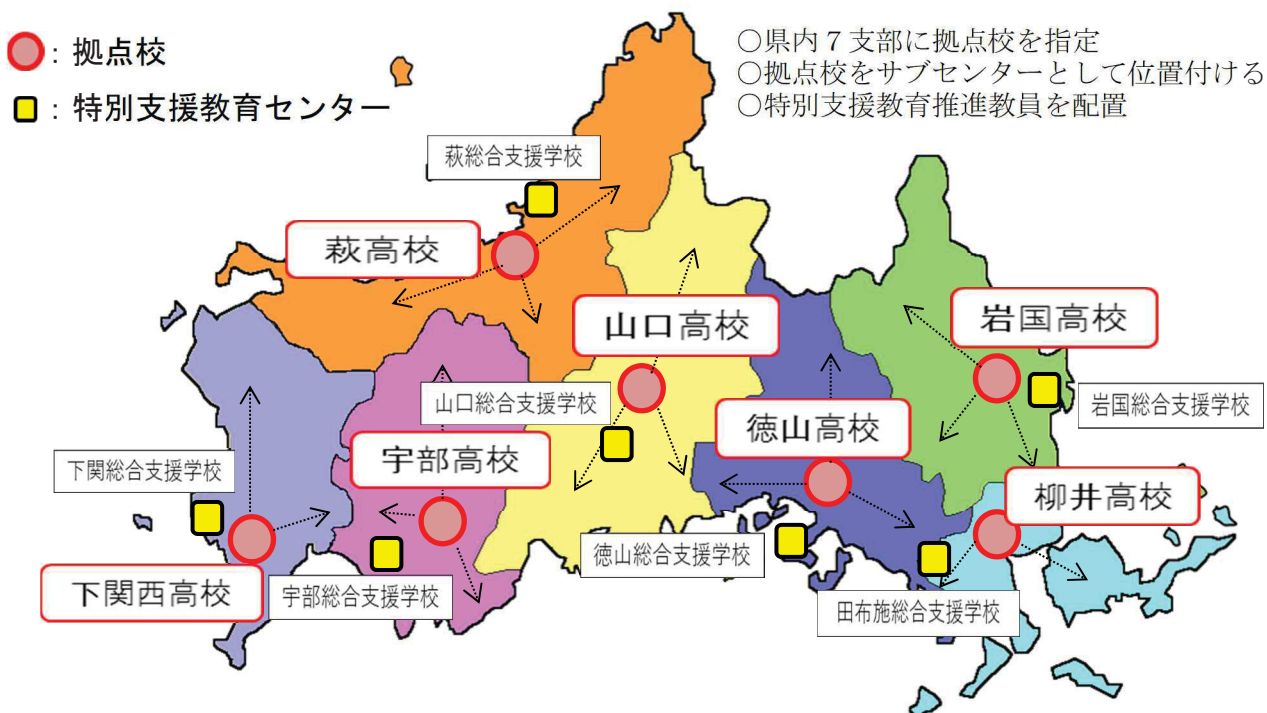 ：拠点校
：特別支援教育センター
○県内７支部に拠点校を指定
○拠点校をサブセンターとして位置付ける
○特別支援教育推進教員を配置
萩総合支援学校
萩高校
山口高校
岩国高校
山口総合支援学校
岩国総合支援学校
徳山高校
宇部高校
下関総合支援学校
柳井高校
徳山総合支援学校
下関西高校
宇部総合支援学校
田布施総合支援学校